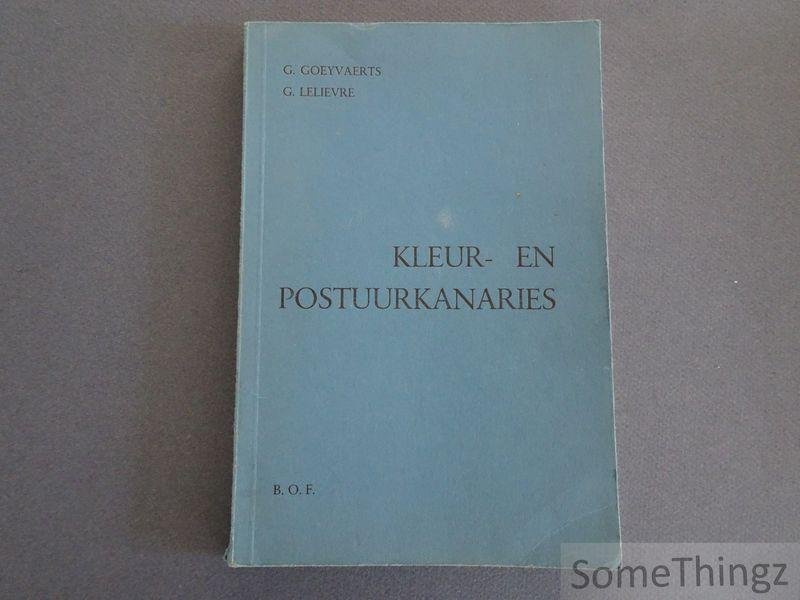 G. GOEYVAERTS
G. LELIEVRE
KLEUR- EN
POSTUURKANARIES
B. O. F.
SomeThingz